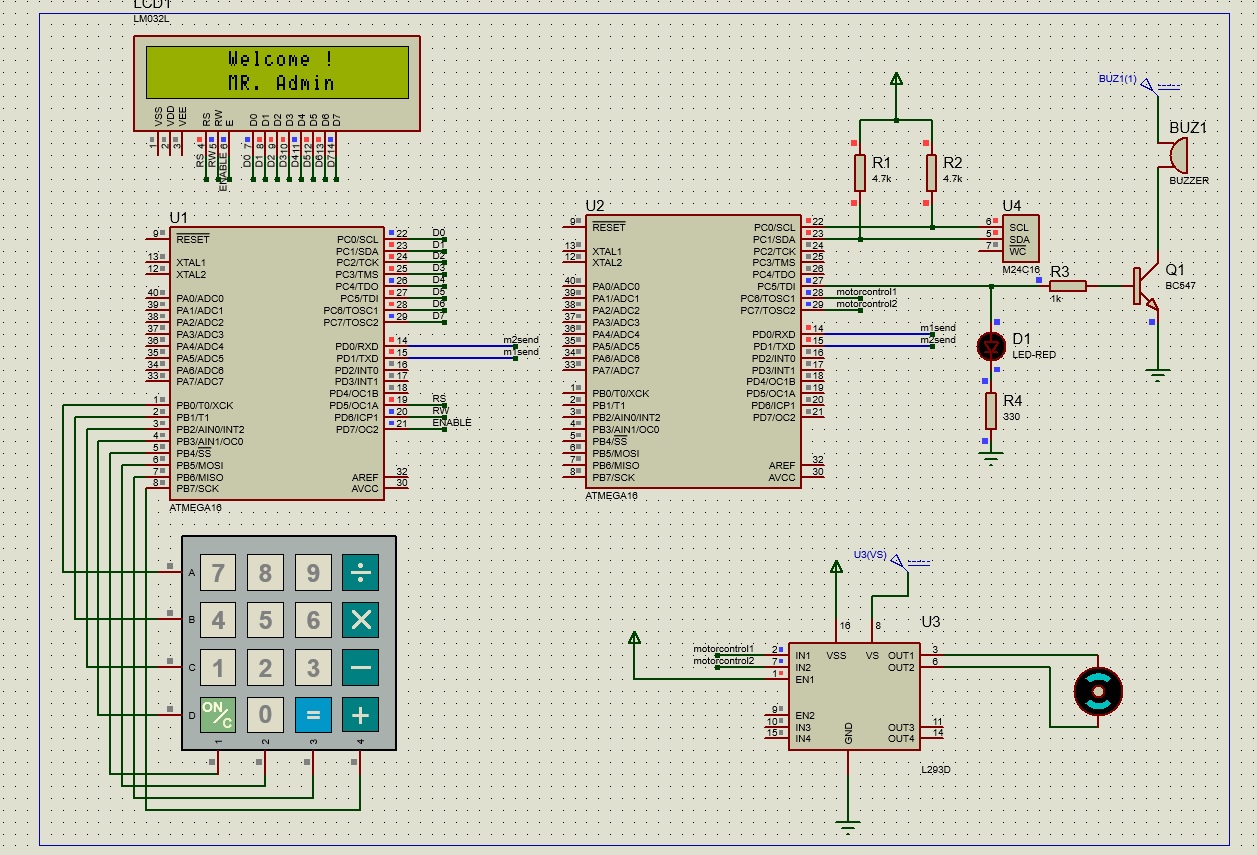 LCD1
LM032L
Welcome !
MR. Admin
VSS VDD VEE RS RW E D0 D1 D2 D3 D4 D5 D6 D7
1 2 3 4 5 6 7 8 9 10 11 12 13 14
RS RW ENABLE D0 D1 D2 D3 D4 D5 D6 D7
U1
9 RESET PC0/SCL 22 D0
PC1/SDA 23 D1
13 XTAL1 PC2/TCK 24 D2
12 XTAL2 PC3/TMS 25 D3
PC4/TDO 26 D4
40 PA0/ADC0 PC5/TDI 27 D5
39 PA1/ADC1 PC6/TOSC1 28 D6
38 PA2/ADC2 PC7/TOSC2 29 D7
37 PA3/ADC3
36 PA4/ADC4 PD0/RXD 14 m2send
35 PA5/ADC5 PD1/TXD 15 m1send
34 PA6/ADC6 PD2/INT0 16
33 PA7/ADC7 PD3/INT1 17
PD4/OC1B 18
1 PB0/T0/XCK PD5/OC1A 19 RS
2 PB1/T1 PD6/ICP1 20 RW
3 PB2/AIN0/INT2 PD7/OC2 21 ENABLE
4 PB3/AIN1/OC0
5 PB4/SS
6 PB5/MOSI
7 PB6/MISO AREF 32
8 PB7/SCK AVCC 30
ATMEGA16
U2
9 RESET PC0/SCL 22
PC1/SDA 23
13 XTAL1 PC2/TCK 24
12 XTAL2 PC3/TMS 25
PC4/TDO 26
40 PA0/ADC0 PC5/TDI 27
39 PA1/ADC1 PC6/TOSC1 28 motorcontrol1
38 PA2/ADC2 PC7/TOSC2 29 motorcontrol2
37 PA3/ADC3
36 PA4/ADC4 PD0/RXD 14 m1send
35 PA5/ADC5 PD1/TXD 15 m2send
34 PA6/ADC6 PD2/INT0 16
33 PA7/ADC7 PD3/INT1 17
PD4/OC1B 18
1 PB0/T0/XCK PD5/OC1A 19
2 PB1/T1 PD6/ICP1 20
3 PB2/AIN0/INT2 PD7/OC2 21
4 PB3/AIN1/OC0
5 PB4/SS
6 PB5/MOSI
7 PB6/MISO AREF 32
8 PB7/SCK AVCC 30
ATMEGA16
R1
4.7k
R2
4.7k
U4
6 SCL
5 SDA
7 WC
M24C16
BUZ1(1)
BUZ1
BUZZER
R3
1k
Q1
BC547
D1
LED-RED
R4
330
A 7 8 9 ÷
B 4 5 6 ×
C 1 2 3 −
D ON/C 0 = +
1 2 3 4
U3(VS)
16 8
U3
motorcontrol1 2 IN1 VSS VS OUT1 3
motorcontrol2 7 IN2 OUT2 6
1 EN1
9 EN2
10 IN3 OUT3 11
15 IN4 GND OUT4 14
L293D